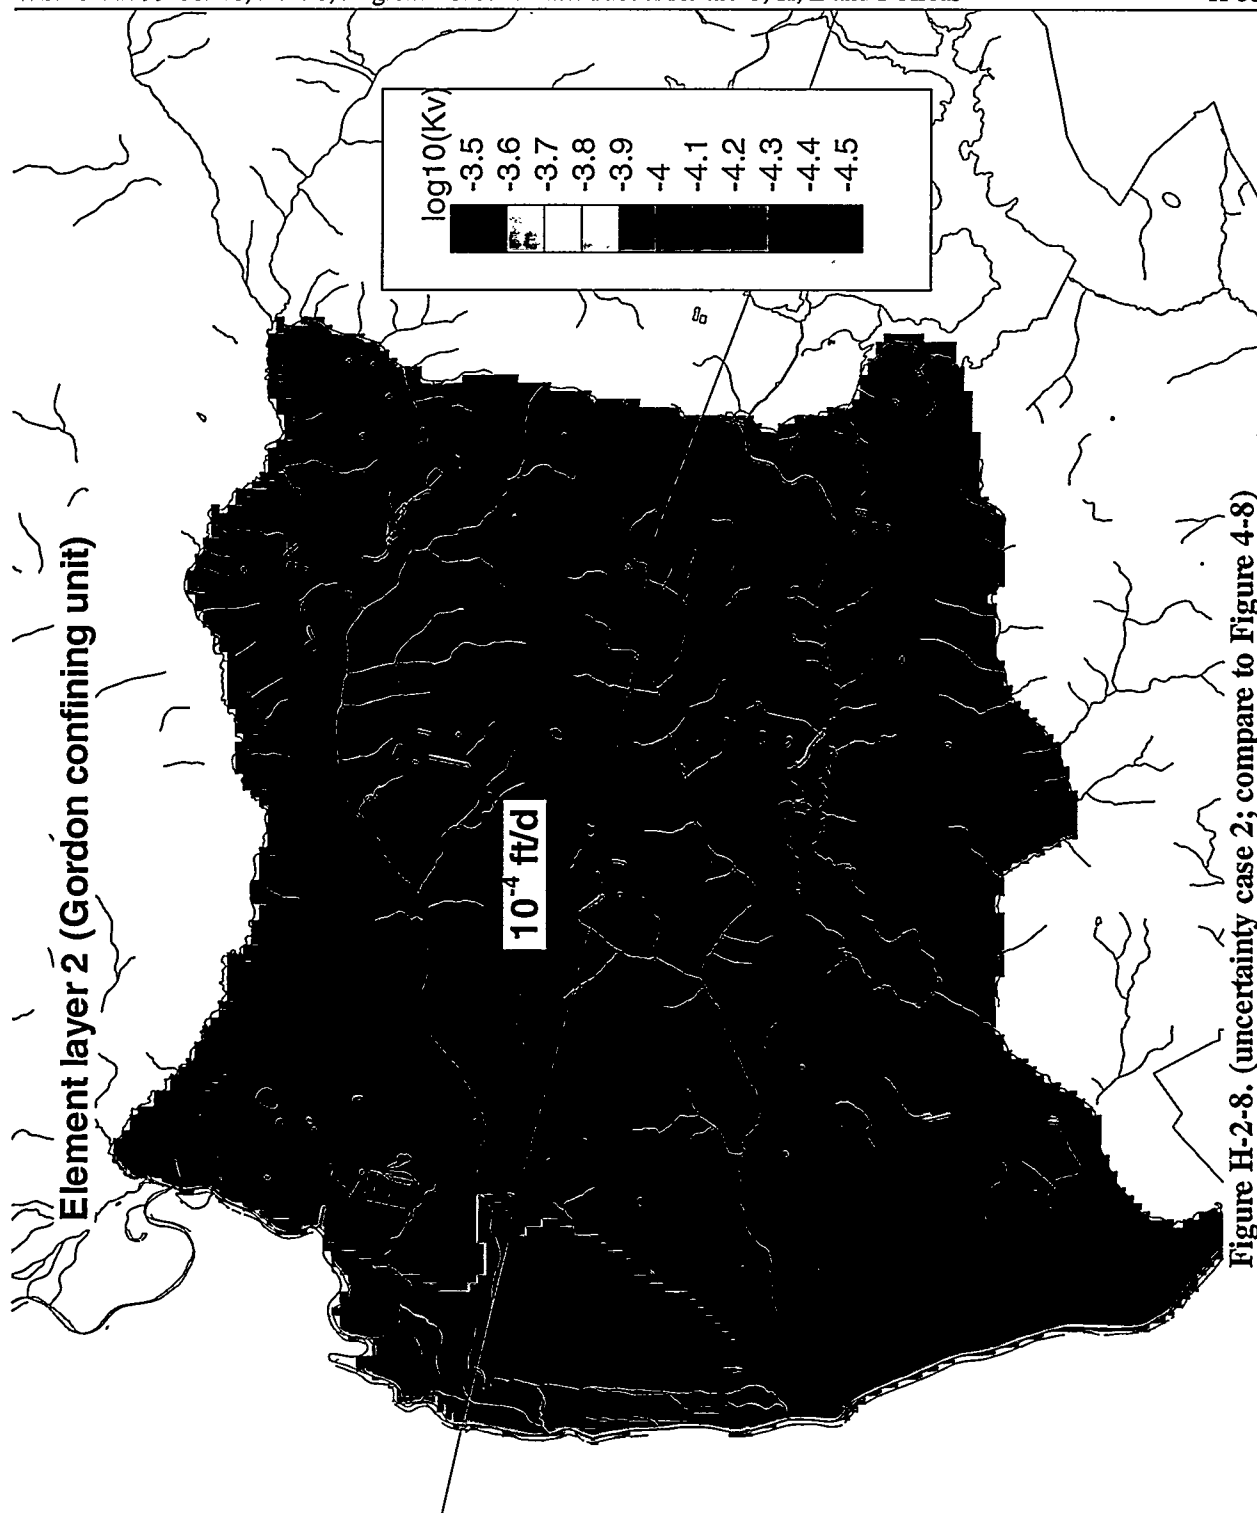 Element layer 2 (Gordon confining unit)
log10(Kv)
-3.5
-3.6
-3.7
-3.8
-3.9
-4
-4.1
-4.2
-4.3
-4.4
-4.5
10⁻⁴ ft/d
Figure H-2-8. (uncertainty case 2; compare to Figure 4-8)